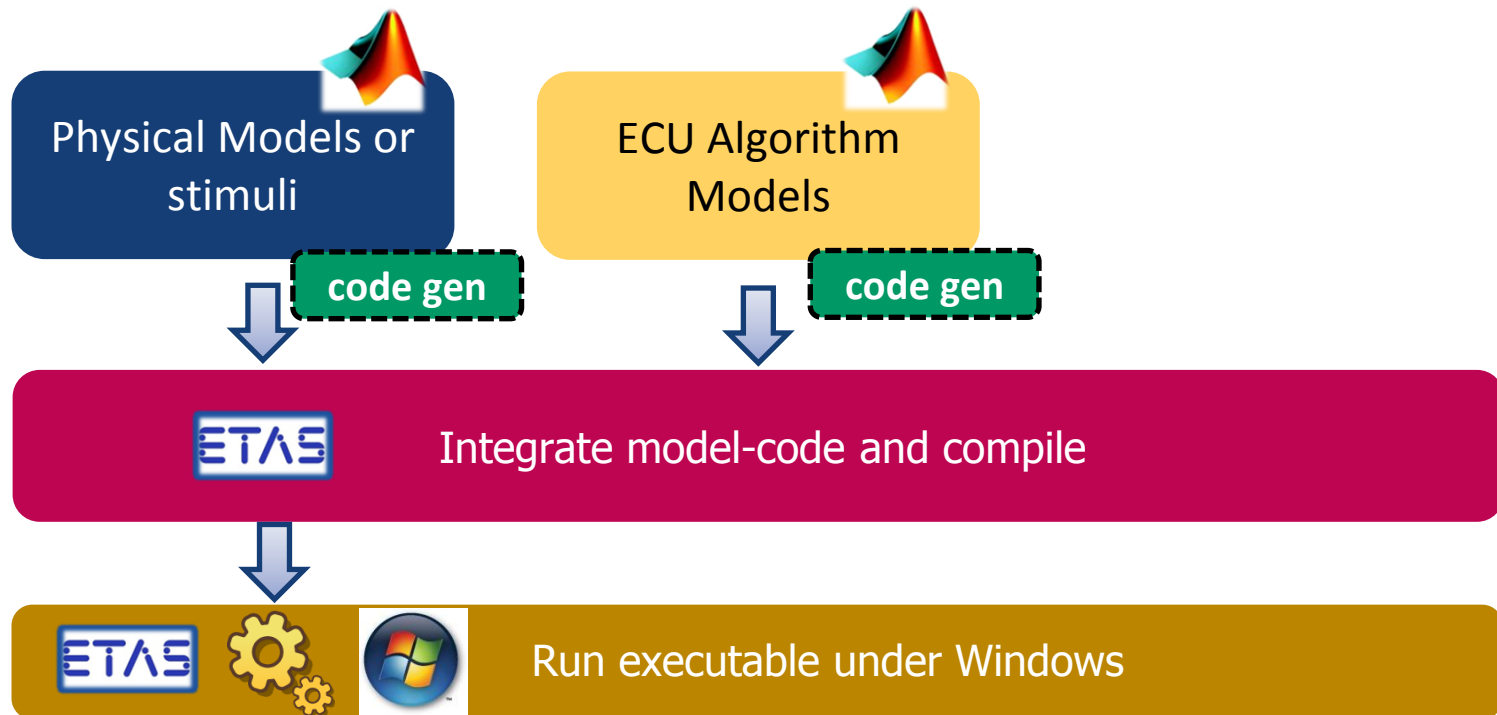 Physical Models or
stimuli
ECU Algorithm
Models
code gen
code gen
ETAS
Integrate model-code and compile
ETAS
Run executable under Windows